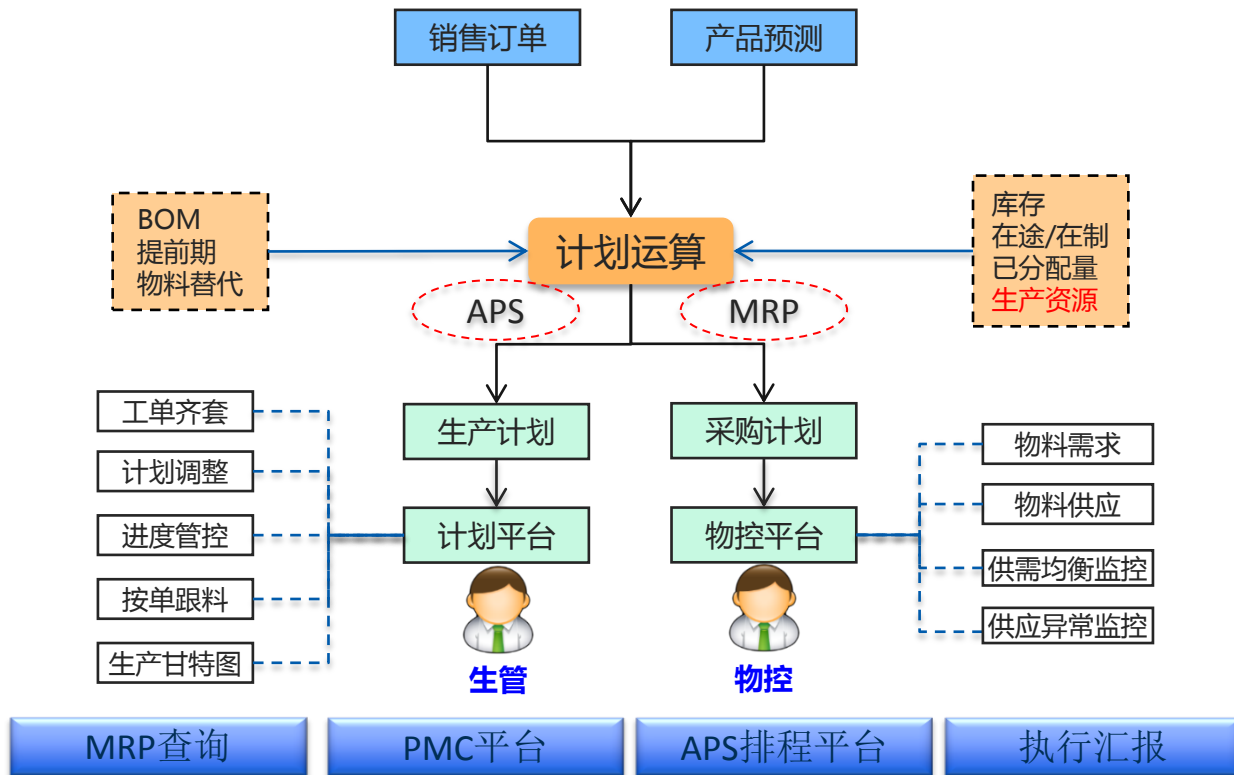 销售订单
产品预测
BOM
提前期
物料替代
计划运算
库存
在途/在制
已分配量
生产资源
APS
MRP
生产计划
采购计划
计划平台
物控平台
工单齐套
计划调整
进度管控
按单跟料
生产甘特图
物料需求
物料供应
供需均衡监控
供应异常监控
生管
物控
MRP查询
PMC平台
APS排程平台
执行汇报